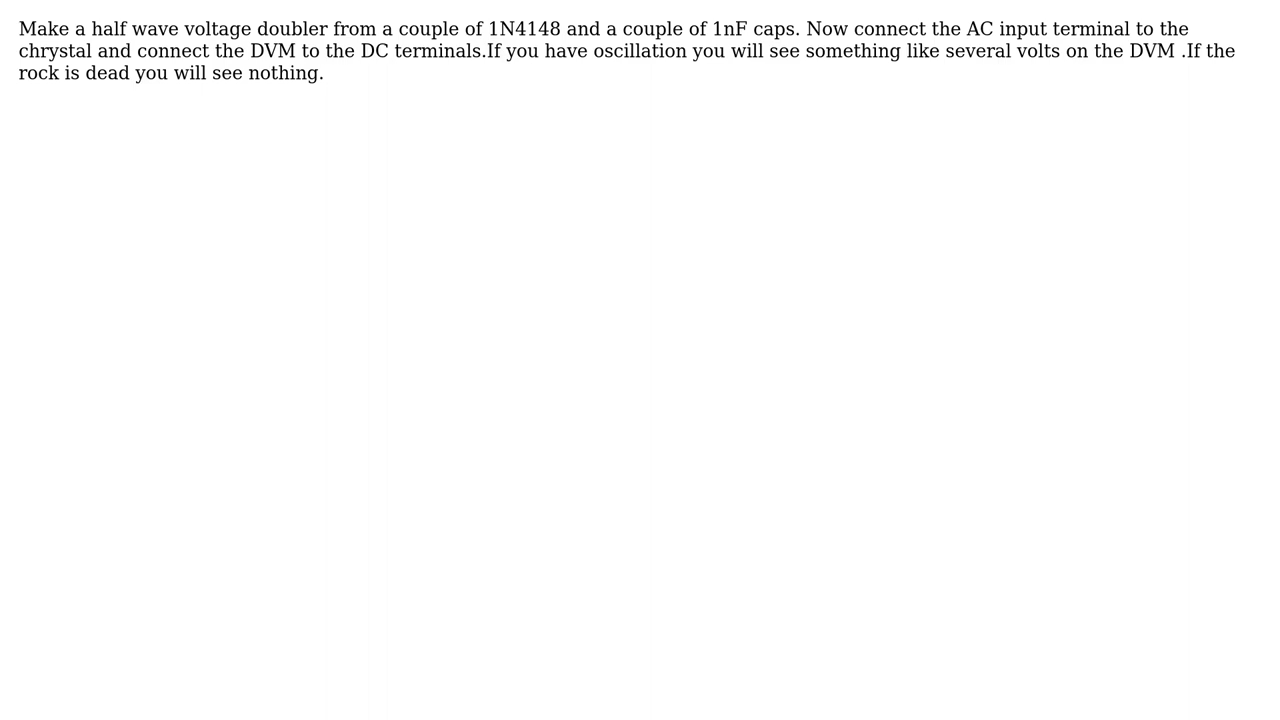 Make a half wave voltage doubler from a couple of 1N4148 and a couple of 1nF caps. Now connect the AC input terminal to the
chrystal and connect the DVM to the DC terminals.If you have oscillation you will see something like several volts on the DVM .If the
rock is dead you will see nothing.